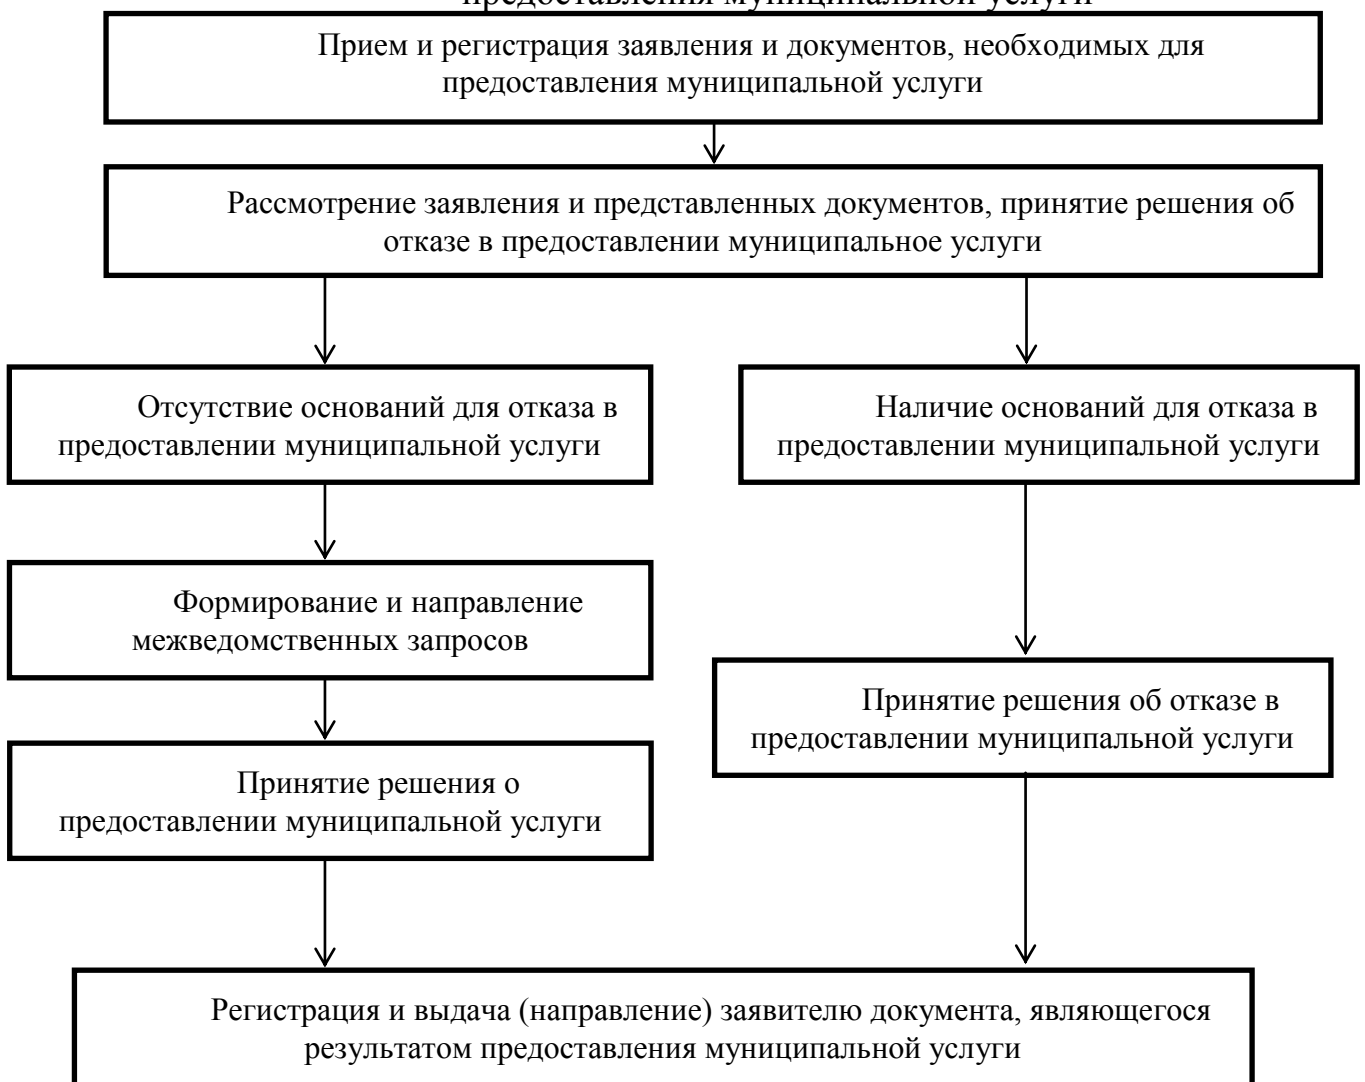 предоставления муниципальной услуги
Прием и регистрация заявления и документов, необходимых для
предоставления муниципальной услуги
Рассмотрение заявления и представленных документов, принятие решения об
отказе в предоставлении муниципальное услуги
Отсутствие оснований для отказа в
предоставлении муниципальной услуги
Наличие оснований для отказа в
предоставлении муниципальной услуги
Формирование и направление
межведомственных запросов
Принятие решения об отказе в
предоставлении муниципальной услуги
Принятие решения о
предоставлении муниципальной услуги
Регистрация и выдача (направление) заявителю документа, являющегося
результатом предоставления муниципальной услуги